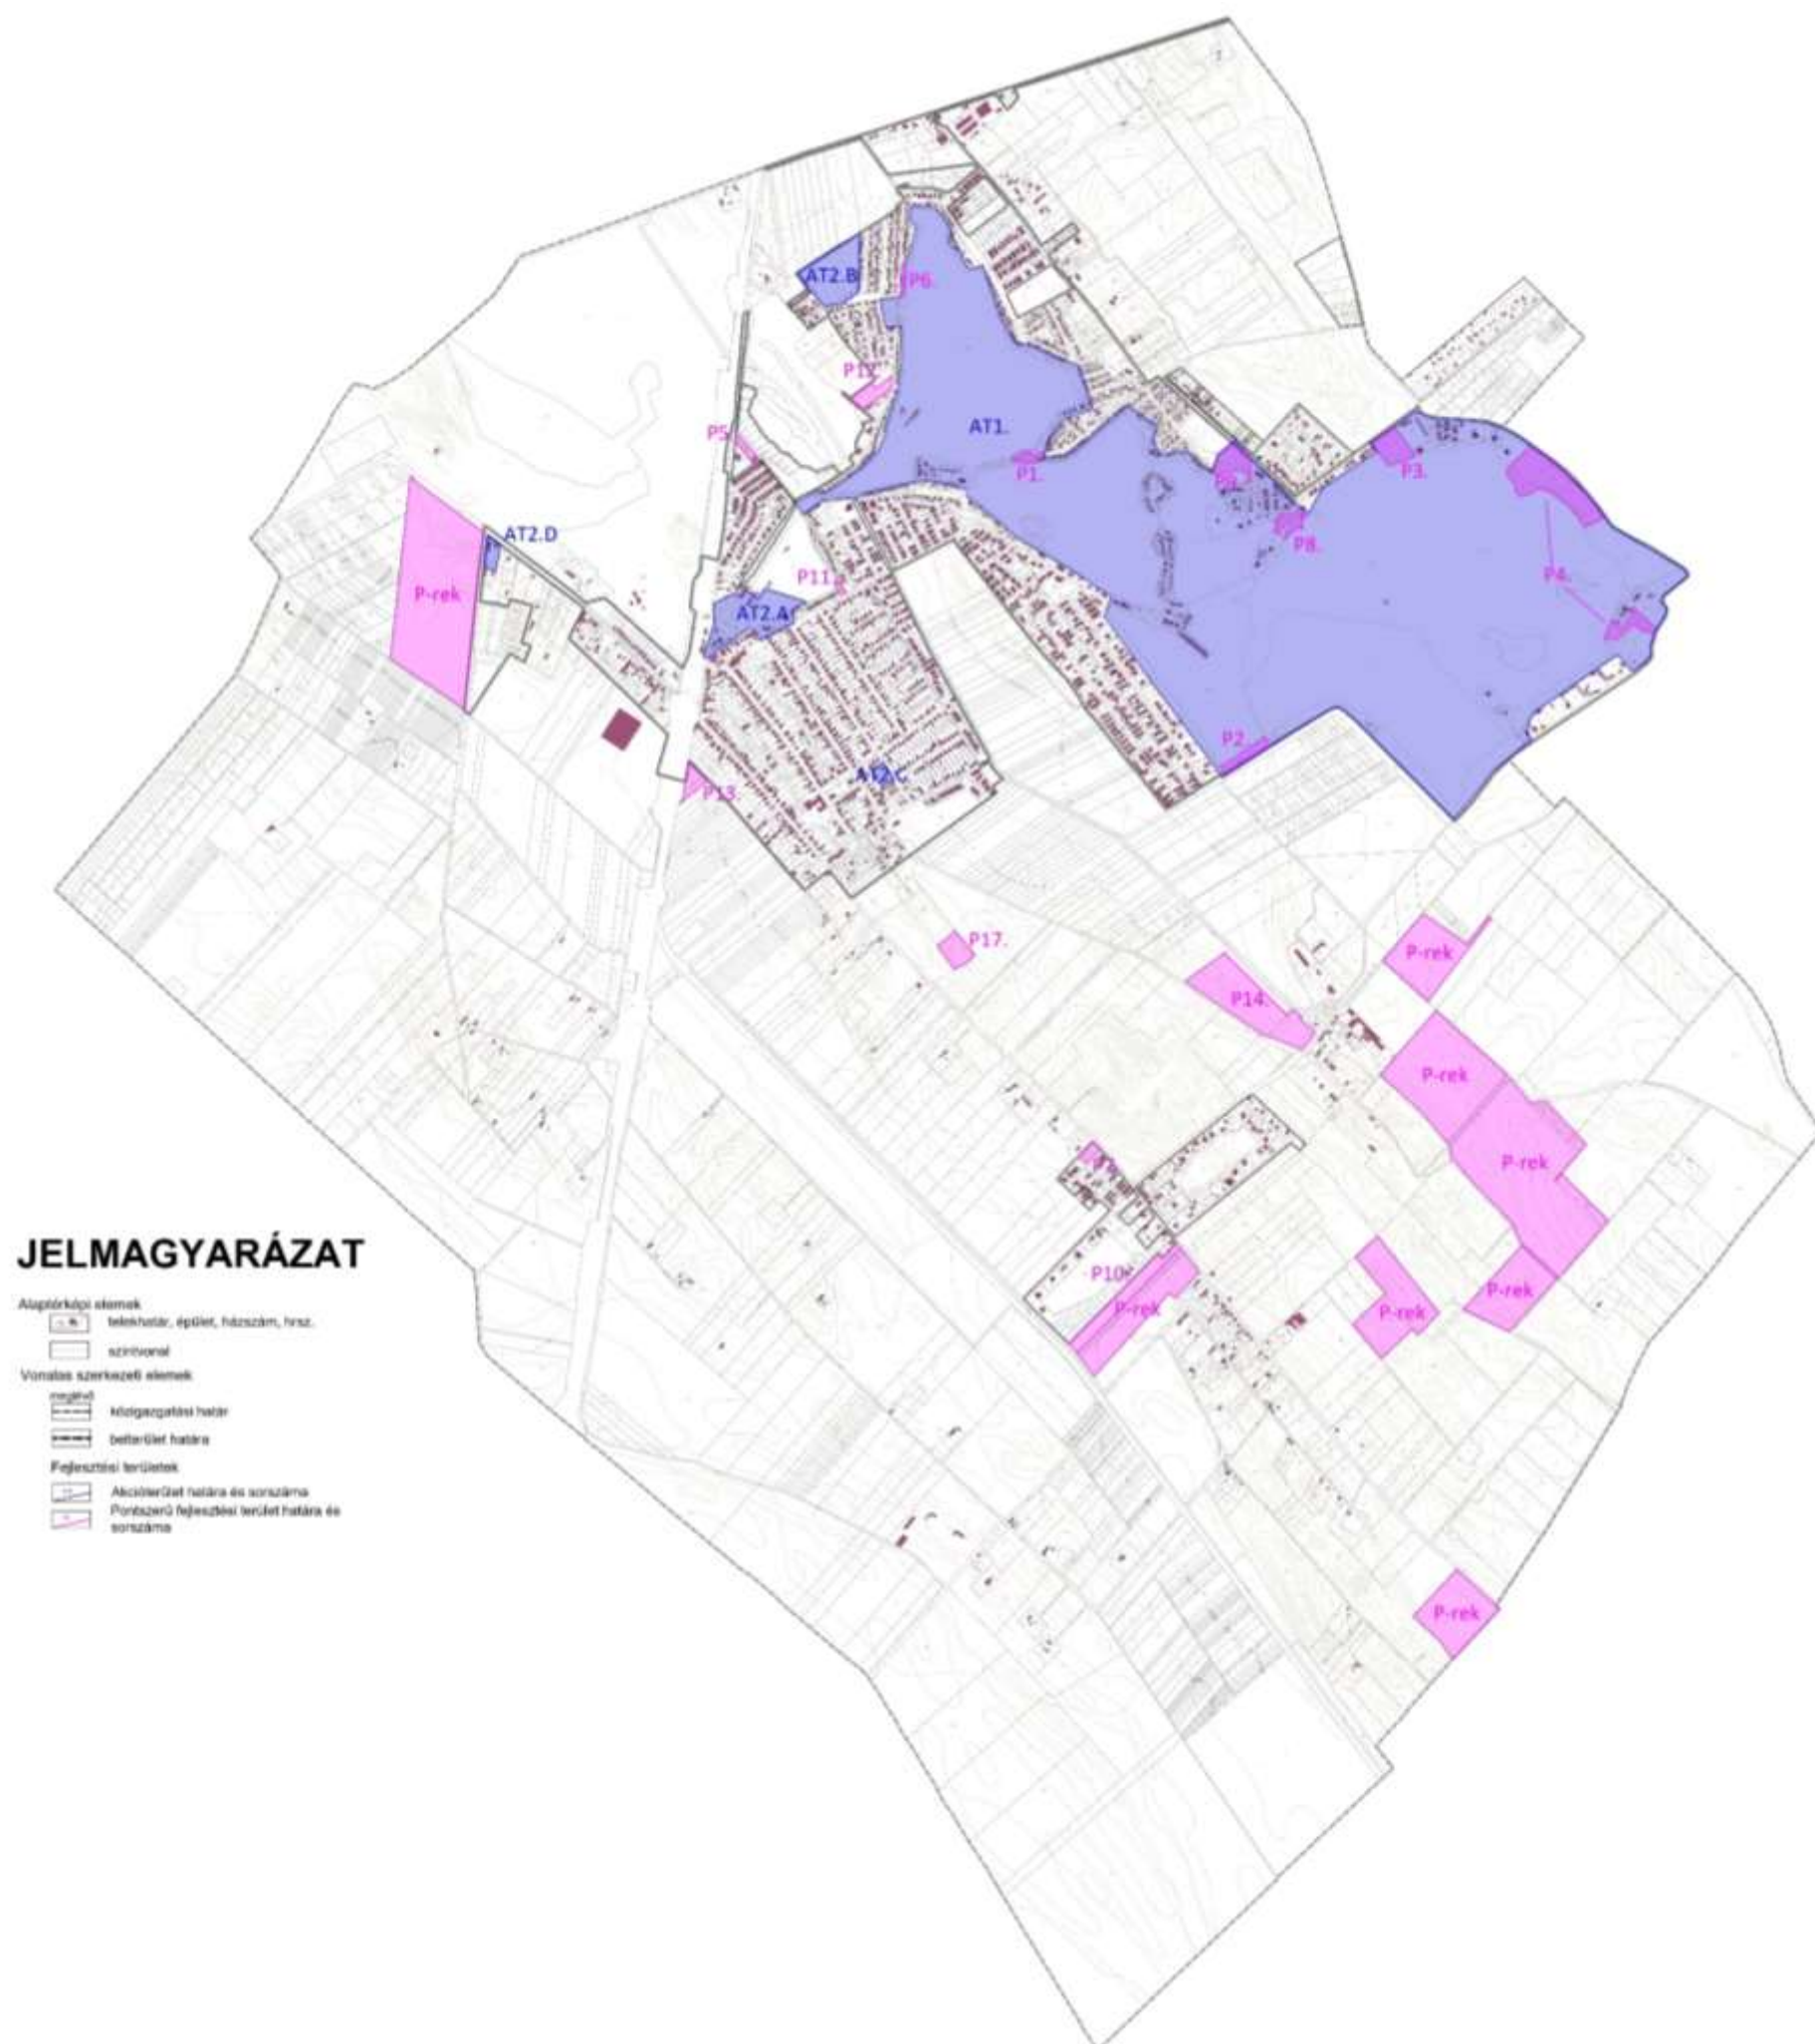 AT2.B
P6.
P12.
AT1.
P5.
P1.
P3.
AT2.D
P8.
P11.
P4.
P-rek
AT2.A
P2.
AT2.C
P13.
P17.
P-rek
P14.
P-rek
P-rek
JELMAGYARÁZAT
P10.
P-rek
P-rek
P-rek
Alaptérképi elemek
telekhatár, épület, házszám, hrsz.
szintvonal
Vonalas szerkezeti elemek
meglévő
közigazgatási határ
belterület határa
Fejlesztési területek
Akcióterület határa és sorszáma
Pontszerű fejlesztési terület határa és
sorszáma
P-rek